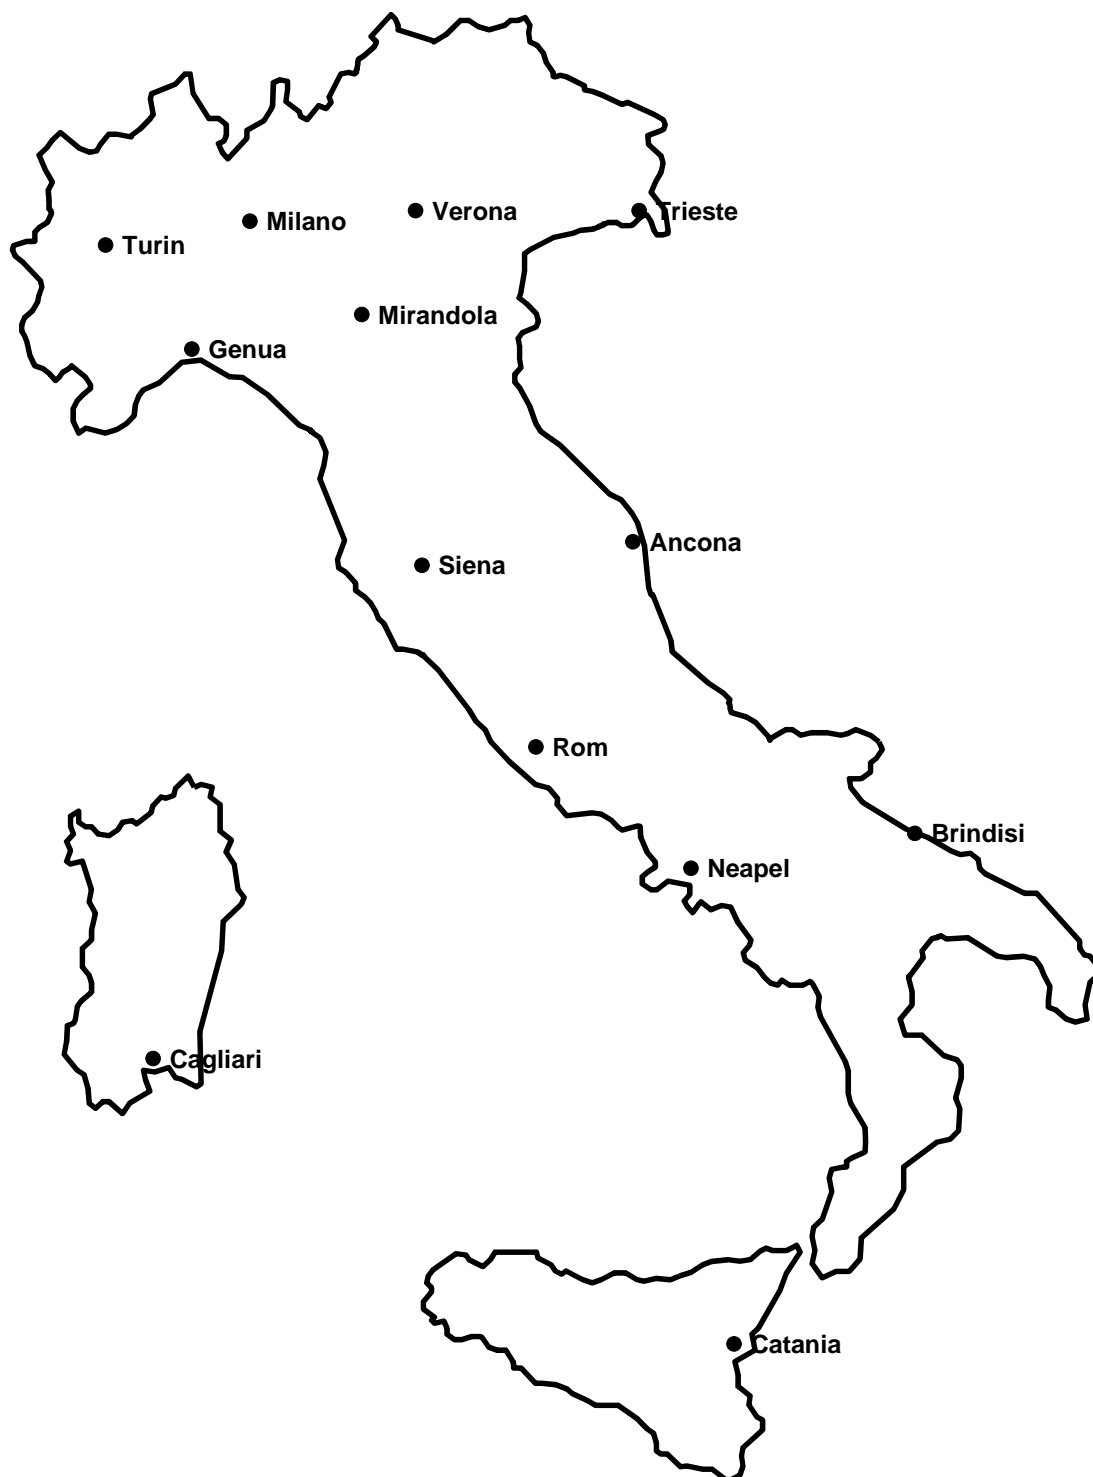 Verona
Trieste
Milano
Turin
Mirandola
Genua
Ancona
Siena
Rom
Brindisi
Neapel
Cagliari
Catania